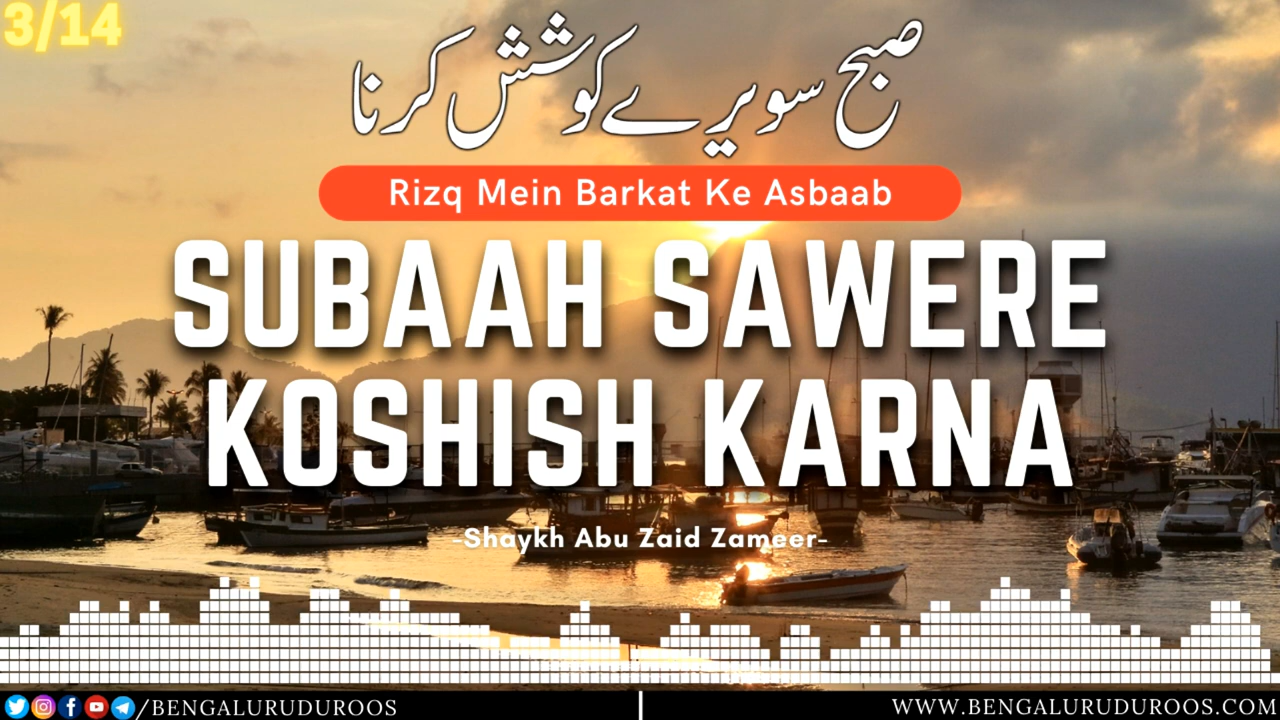 3/14
صبح سویرے کوشش کرنا
Rizq Mein Barkat Ke Asbaab
SUBAAH SAWERE
KOSHISH KARNA
-Shaykh Abu Zaid Zameer-
/BENGALURUDUROOS
WWW.BENGALURUDUROOS.COM